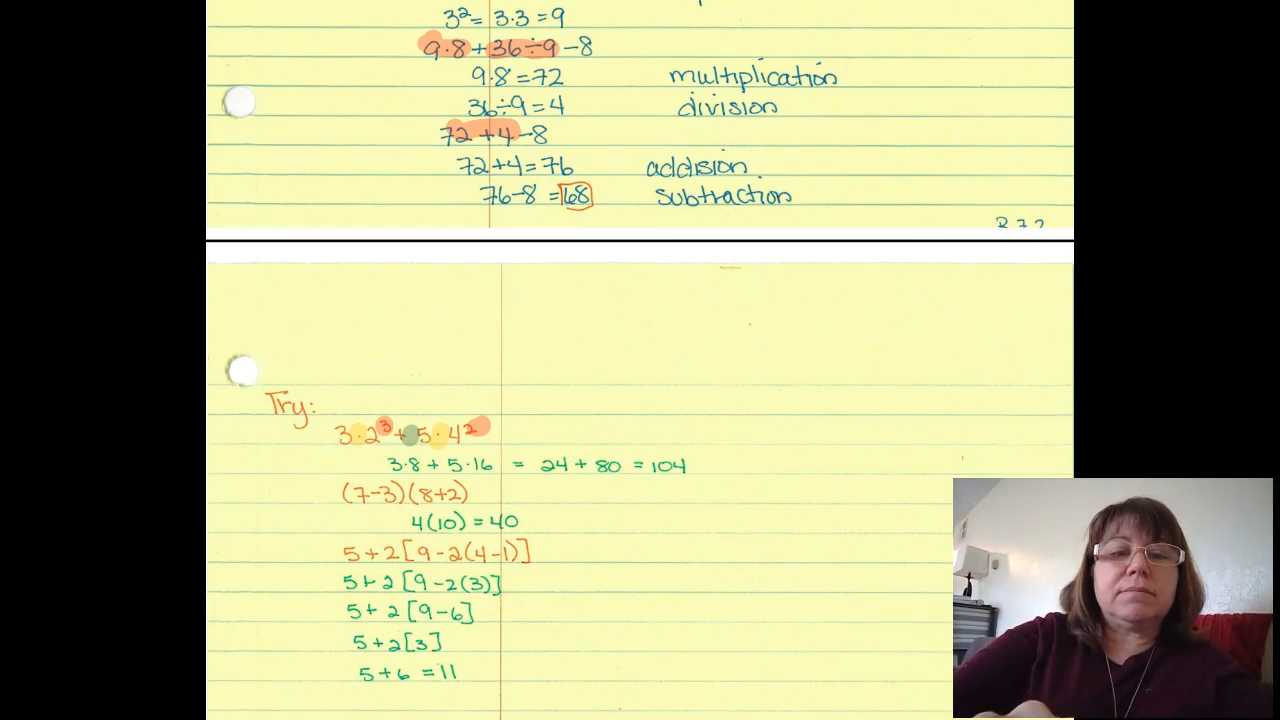 3² = 3·3 = 9
9·8 + 36 ÷ 9 - 8
9·8 = 72 multiplication
36 ÷ 9 = 4 division
72 + 4 - 8
72 + 4 = 76 addision
76 - 8 = 68 subtraction
Try:
3·2³ + 5·4²
3·8 + 5·16 = 24 + 80 = 104
(7-3)(8+2)
4(10) = 40
5 + 2[9 - 2(4-1)]
5 + 2[9 - 2(3)]
5 + 2[9 - 6]
5 + 2[3]
5 + 6 = 11